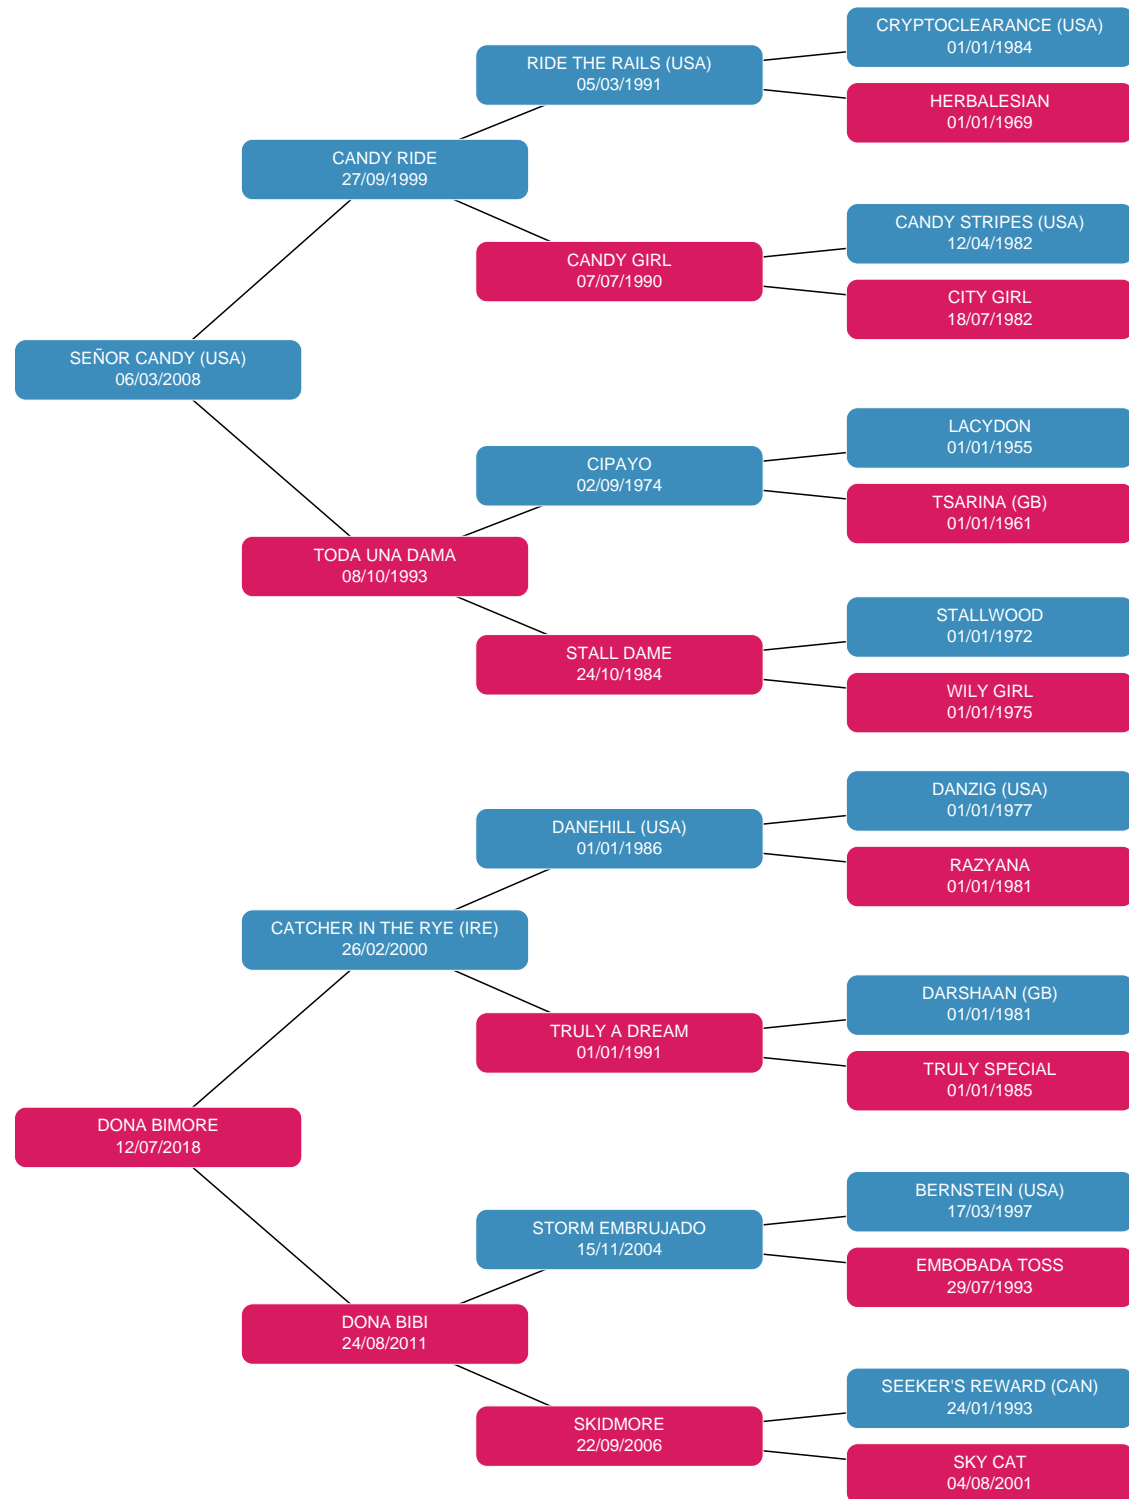 CRYPTOCLEARANCE (USA)
01/01/1984
RIDE THE RAILS (USA)
05/03/1991
HERBALESIAN
01/01/1969
CANDY RIDE
27/09/1999
CANDY STRIPES (USA)
12/04/1982
CANDY GIRL
07/07/1990
CITY GIRL
18/07/1982
SEÑOR CANDY (USA)
06/03/2008
LACYDON
01/01/1955
CIPAYO
02/09/1974
TSARINA (GB)
01/01/1961
TODA UNA DAMA
08/10/1993
STALLWOOD
01/01/1972
STALL DAME
24/10/1984
WILY GIRL
01/01/1975
DANZIG (USA)
01/01/1977
DANEHILL (USA)
01/01/1986
RAZYANA
01/01/1981
CATCHER IN THE RYE (IRE)
26/02/2000
DARSHAAN (GB)
01/01/1981
TRULY A DREAM
01/01/1991
TRULY SPECIAL
01/01/1985
DONA BIMORE
12/07/2018
BERNSTEIN (USA)
17/03/1997
STORM EMBRUJADO
15/11/2004
EMBOBADA TOSS
29/07/1993
DONA BIBI
24/08/2011
SEEKER'S REWARD (CAN)
24/01/1993
SKIDMORE
22/09/2006
SKY CAT
04/08/2001